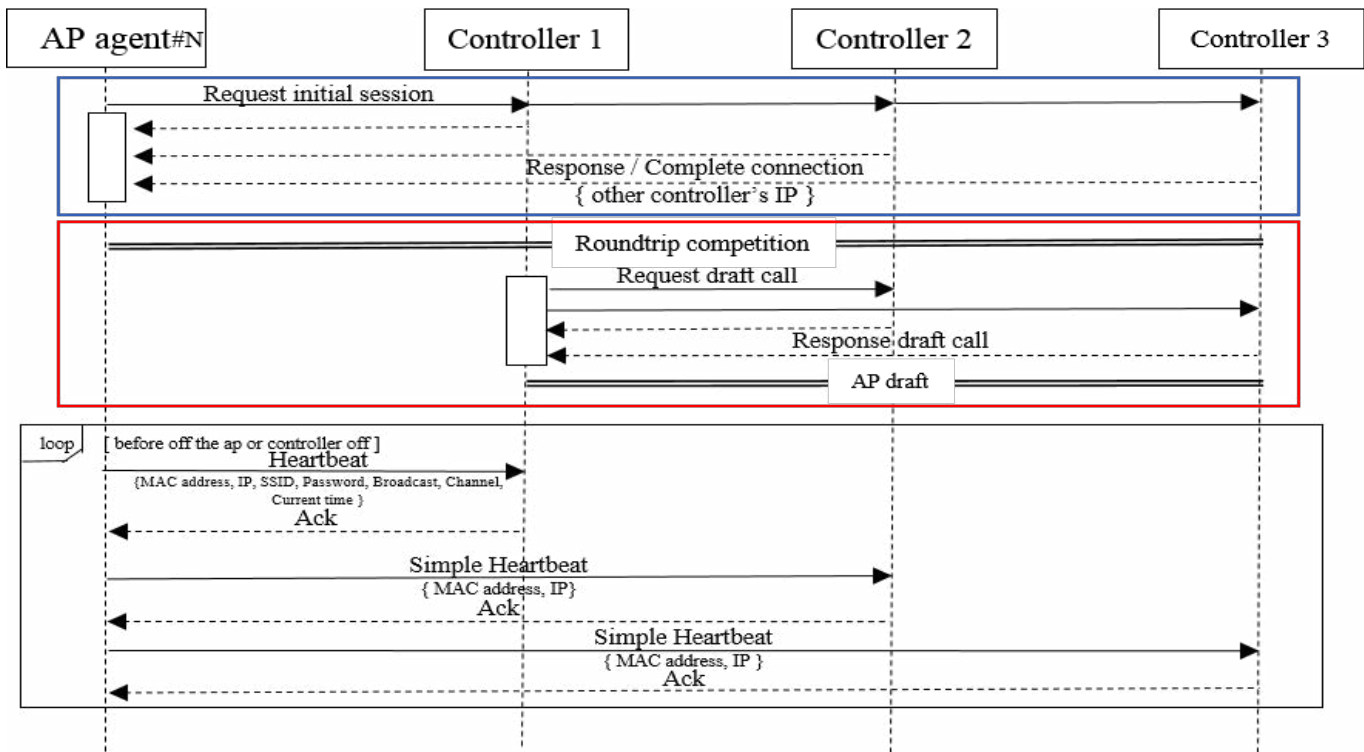 AP agent#N
Controller 1
Controller 2
Controller 3
Request initial session
Response / Complete connection
{ other controller’s IP }
Roundtrip competition
Request draft call
Response draft call
AP draft
loop
[ before off the ap or controller off ]
Heartbeat
{MAC address, IP, SSID, Password, Broadcast, Channel,
Current time }
Ack
Simple Heartbeat
{ MAC address, IP}
Ack
Simple Heartbeat
{ MAC address, IP }
Ack